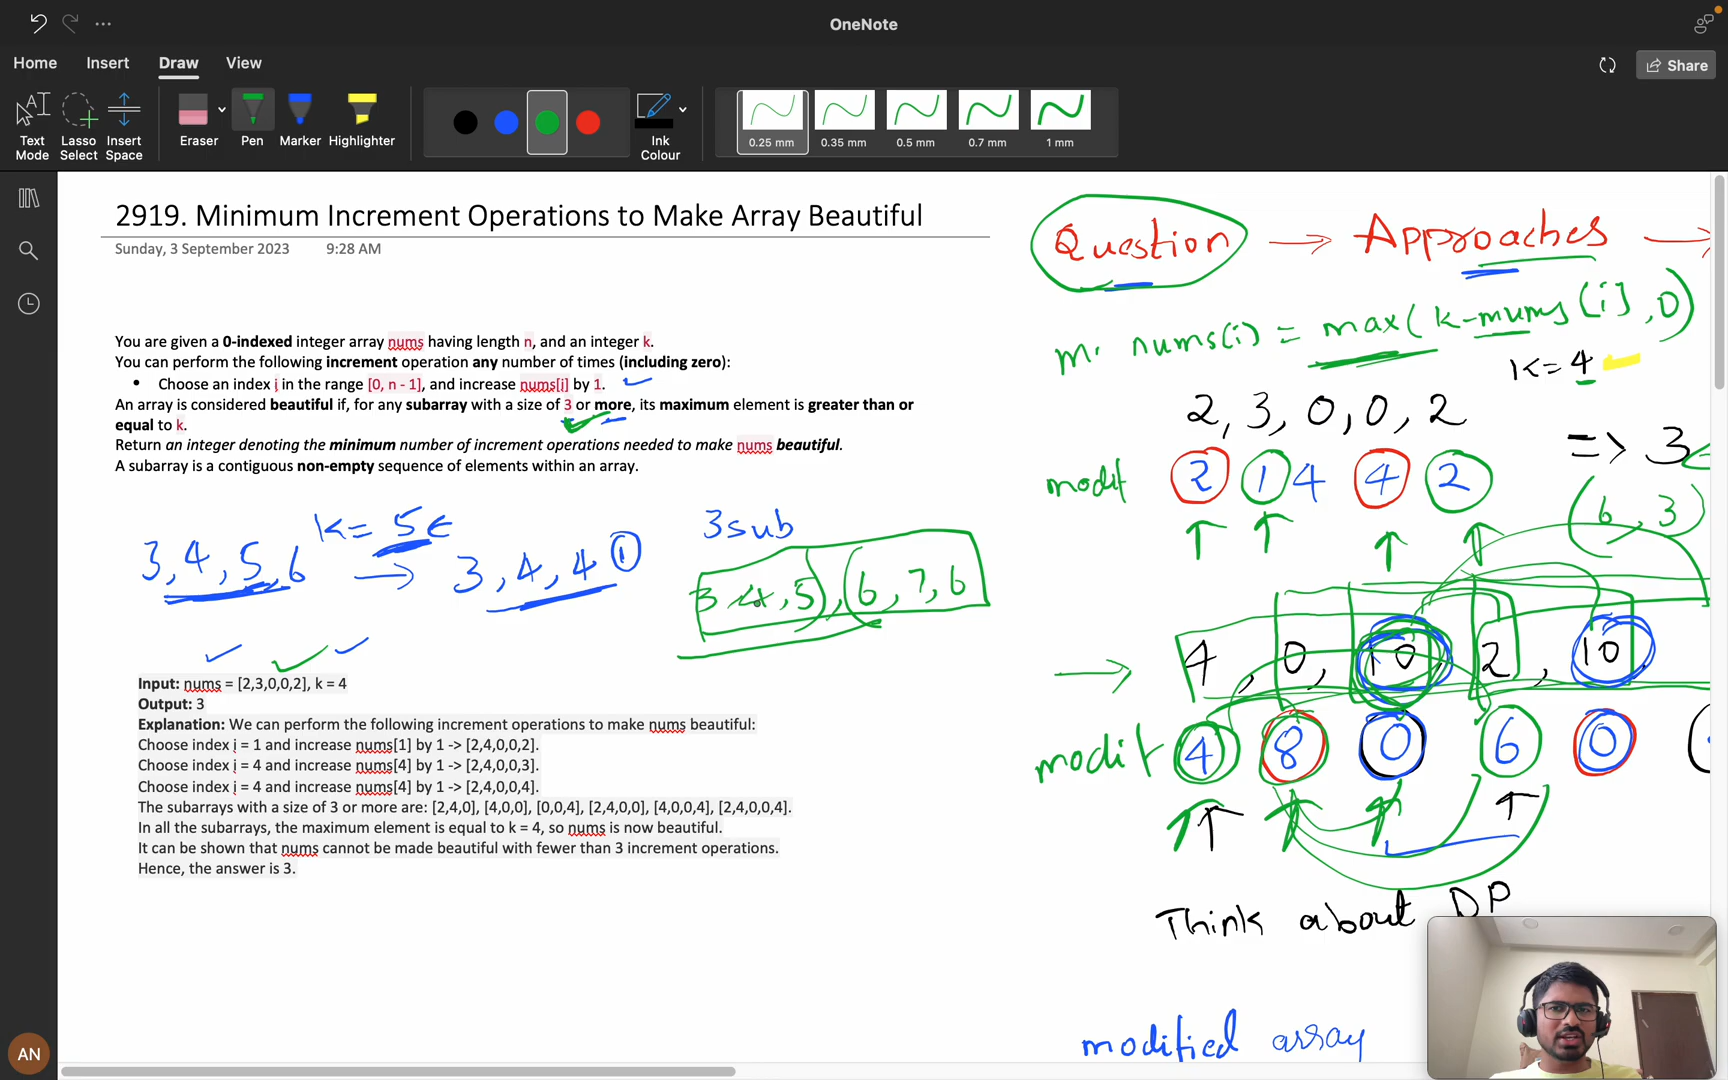 OneNote
Home Insert Draw View
Share
Text Mode
Lasso Select
Insert Space
Eraser
Pen
Marker
Highlighter
Ink Colour
0.25 mm
0.35 mm
0.5 mm
0.7 mm
1 mm
2919. Minimum Increment Operations to Make Array Beautiful
Sunday, 3 September 2023 9:28 AM
You are given a 0-indexed integer array nums having length n, and an integer k.
You can perform the following increment operation any number of times (including zero):
• Choose an index i in the range [0, n - 1], and increase nums[i] by 1.
An array is considered beautiful if, for any subarray with a size of 3 or more, its maximum element is greater than or
equal to k.
Return an integer denoting the minimum number of increment operations needed to make nums beautiful.
A subarray is a contiguous non-empty sequence of elements within an array.
k= 5
3, 4, 5, 6 → 3, 4, 4 1
3 sub
3, 4, 5), (6, 7, 6
Input: nums = [2,3,0,0,2], k = 4
Output: 3
Explanation: We can perform the following increment operations to make nums beautiful:
Choose index i = 1 and increase nums[1] by 1 -> [2,4,0,0,2].
Choose index i = 4 and increase nums[4] by 1 -> [2,4,0,0,3].
Choose index i = 4 and increase nums[4] by 1 -> [2,4,0,0,4].
The subarrays with a size of 3 or more are: [2,4,0], [4,0,0], [0,0,4], [2,4,0,0], [4,0,0,4], [2,4,0,0,4].
In all the subarrays, the maximum element is equal to k = 4, so nums is now beautiful.
It can be shown that nums cannot be made beautiful with fewer than 3 increment operations.
Hence, the answer is 3.
Question → Approaches →
m. nums(i) = max(k-nums[i], 0)
k=4
2, 3, 0, 0, 2
=> 3
modit 2 1 4 4 2
(6, 3)
→ 4, 0, 10, 2, 10
modit 4 8 0 6 0
Think about DP
modified array
AN